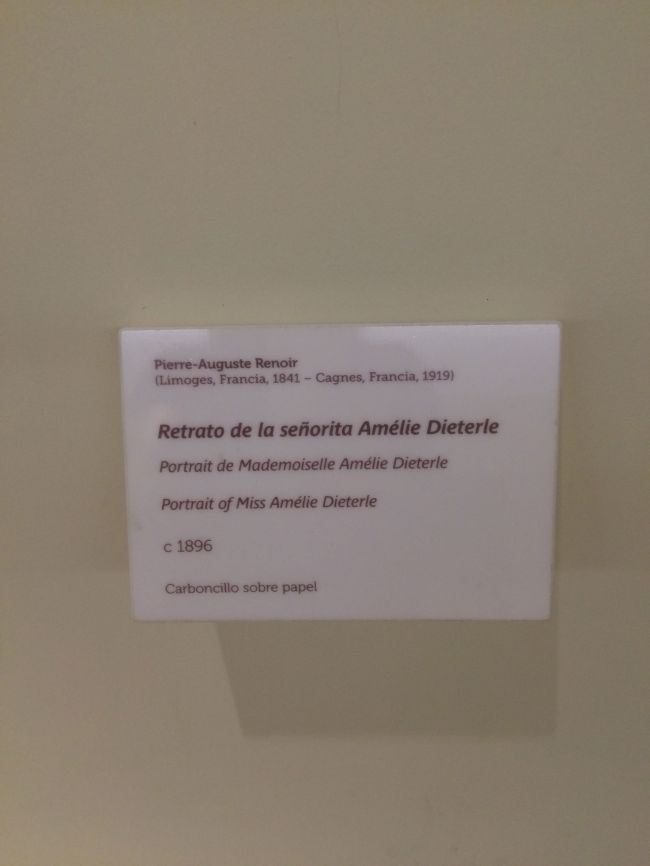 Pierre-Auguste Renoir
(Limoges, Francia, 1841 – Cagnes, Francia, 1919)
Retrato de la señorita Amélie Dieterle
Portrait de Mademoiselle Amélie Dieterle
Portrait of Miss Amélie Dieterle
c 1896
Carboncillo sobre papel